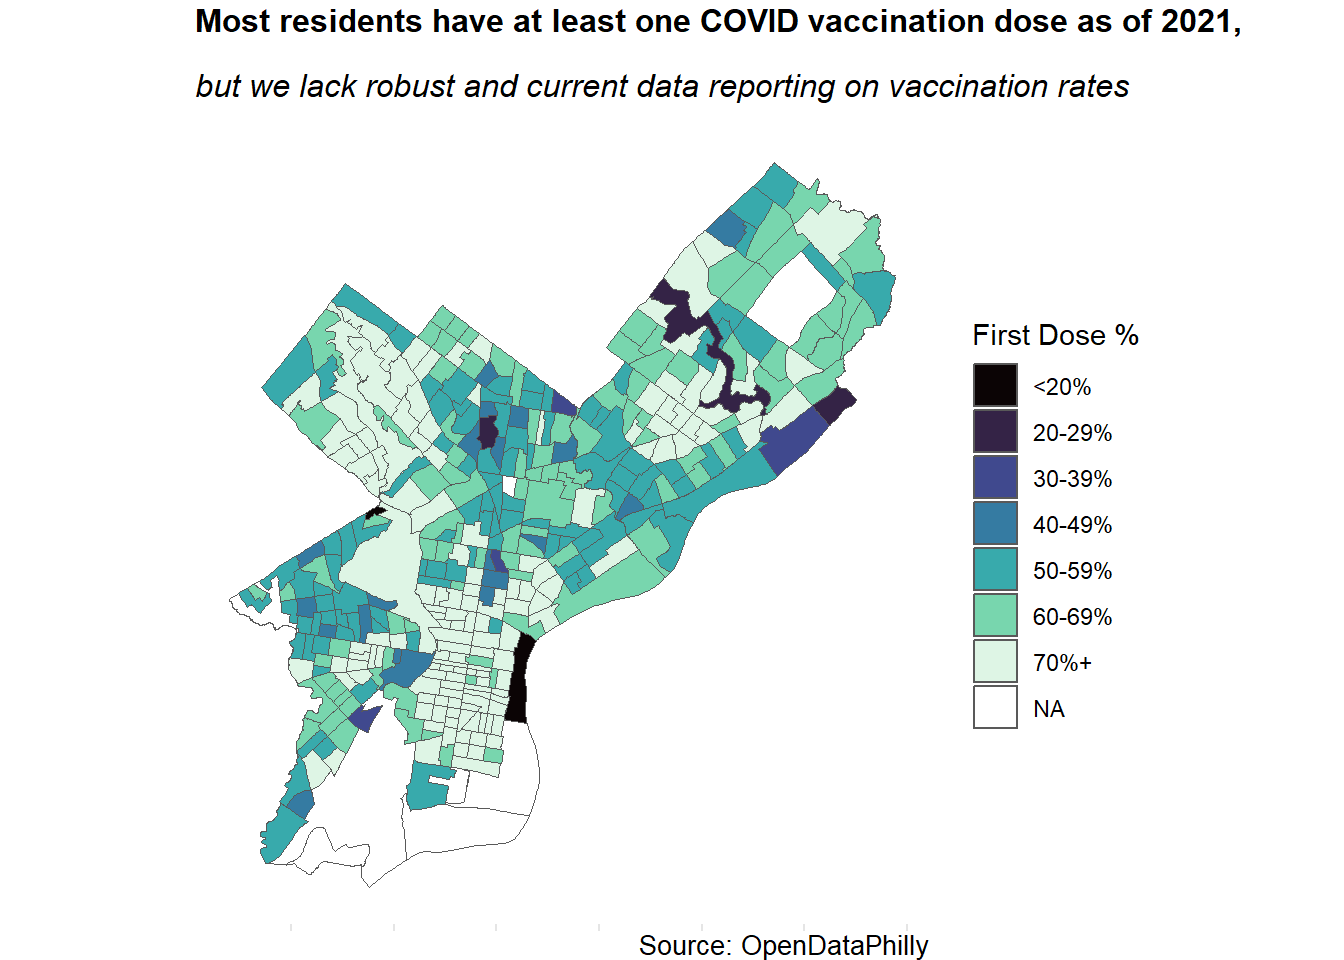 Most residents have at least one COVID vaccination dose as of 2021,
but we lack robust and current data reporting on vaccination rates
First Dose %
<20%
20-29%
30-39%
40-49%
50-59%
60-69%
70%+
NA
Source: OpenDataPhilly